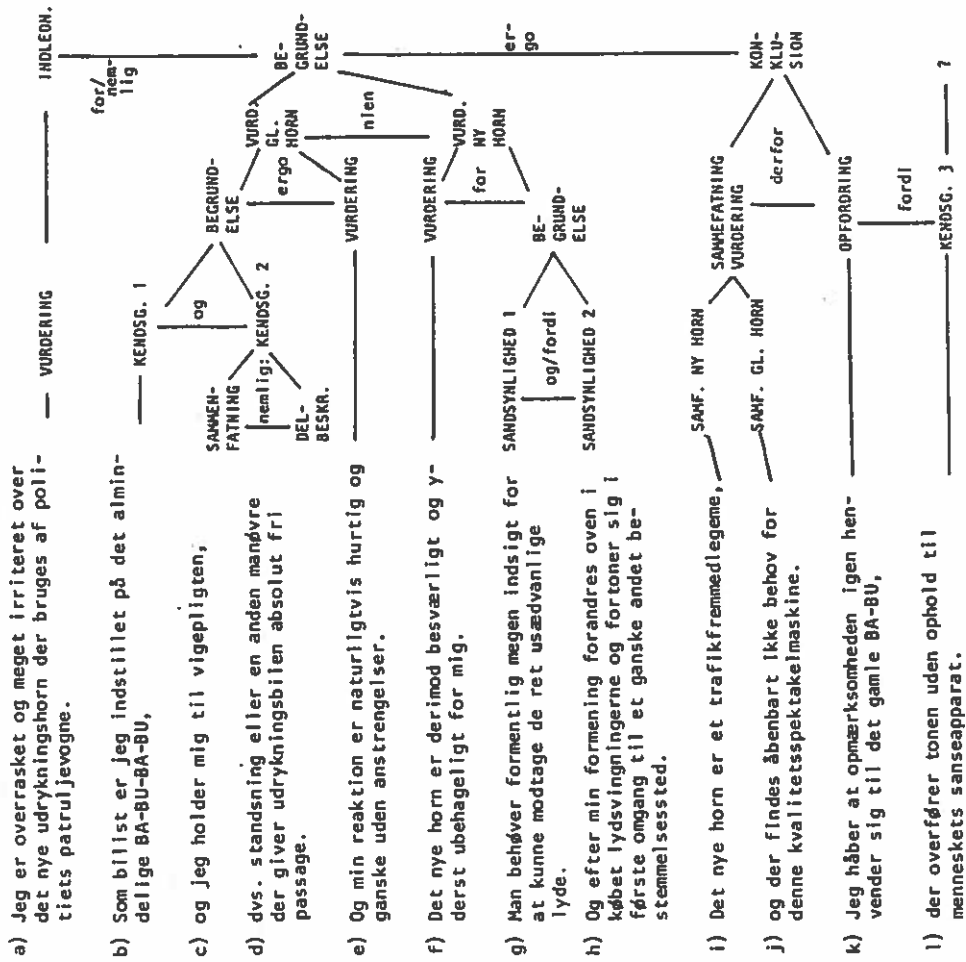 a) Jeg er overrasket og meget irriteret over
det nye udrykningshorn der bruges af poli-
tiets patruljevogne.
b) Som billist er jeg indstillet på det almin-
delige BA-BU-BA-BU,
c) og jeg holder mig til vigepligten,
d) dvs. standsning eller en anden manøvre
der giver udrykningsbilen absolut fri
passage.
e) Og min reaktion er naturligtvis hurtig og
ganske uden anstrengelser.
f) Det nye horn er derimod besværligt og y-
derst ubehageligt for mig.
g) Man behøver formentlig megen indsigt for
at kunne modtage de ret usædvanlige
lyde.
h) Og efter min formening forandres oven i
købet lydsvingningerne og fortoner sig i
første omgang til et ganske andet be-
stemmelsessted.
i) Det nye horn er et trafikfremmedlegeme,
j) og der findes åbenbart ikke behov for
denne kvalitetsspektakelmaskine.
k) Jeg håber at opmærksomheden igen hen-
vender sig til det gamle BA-BU,
l) der overfører tonen uden ophold til
menneskets sanseapparat.
VURDERING
INDLEDN.
for/
nem-
lig
KENDSG. 1
og
KENDSG. 2
SAMMEN-
FATNING
nemlig:
DEL-
BESKR.
BEGRUND-
ELSE
ergo
VURDERING
VURD.
GL.
HORN
men
BE-
GRUND-
ELSE
VURDERING
for
VURD.
NY
HORN
BE-
GRUND-
ELSE
SANDSYNLIGHED 1
og/fordi
SANDSYNLIGHED 2
er-
go
SAMF. NY HORN
SAMF. GL. HORN
SAMMEFATNING
VURDERING
derfor
OPFORDRING
KON-
KLU-
SION
fordi
KENDSG. 3
?